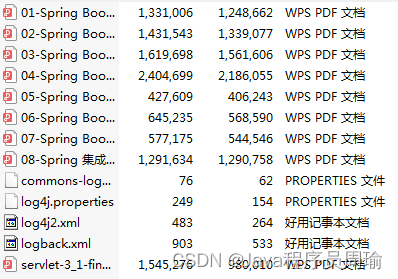 01-Spring Boo... 1,331,006 1,248,662 WPS PDF 文档
02-Spring Boo... 1,431,543 1,339,077 WPS PDF 文档
03-Spring Boo... 1,619,698 1,561,606 WPS PDF 文档
04-Spring Boo... 2,404,699 2,186,055 WPS PDF 文档
05-Spring Boo... 427,609 406,243 WPS PDF 文档
06-Spring Boo... 645,235 568,590 WPS PDF 文档
07-Spring Boo... 577,175 544,546 WPS PDF 文档
08-Spring 集成... 1,291,634 1,290,758 WPS PDF 文档
commons-log... 76 62 PROPERTIES 文件
log4j.properties 249 154 PROPERTIES 文件
log4j2.xml 483 264 好用记事本文档
logback.xml 903 533 好用记事本文档
servlet-3_1-fin... 1,545,276 980,010 WPS PDF 文档
CSDN @Java程序员周瑜